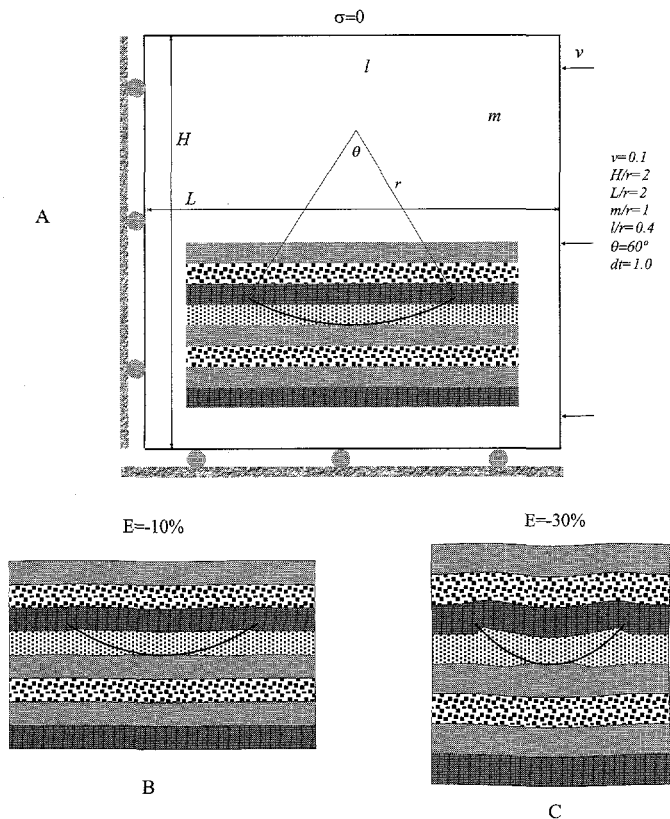 σ=0
l
v
m
H
θ
r
v=0.1
H/r=2
L/r=2
m/r=1
l/r=0.4
θ=60°
dt=1.0
L
A
E=-10%
E=-30%
B
C